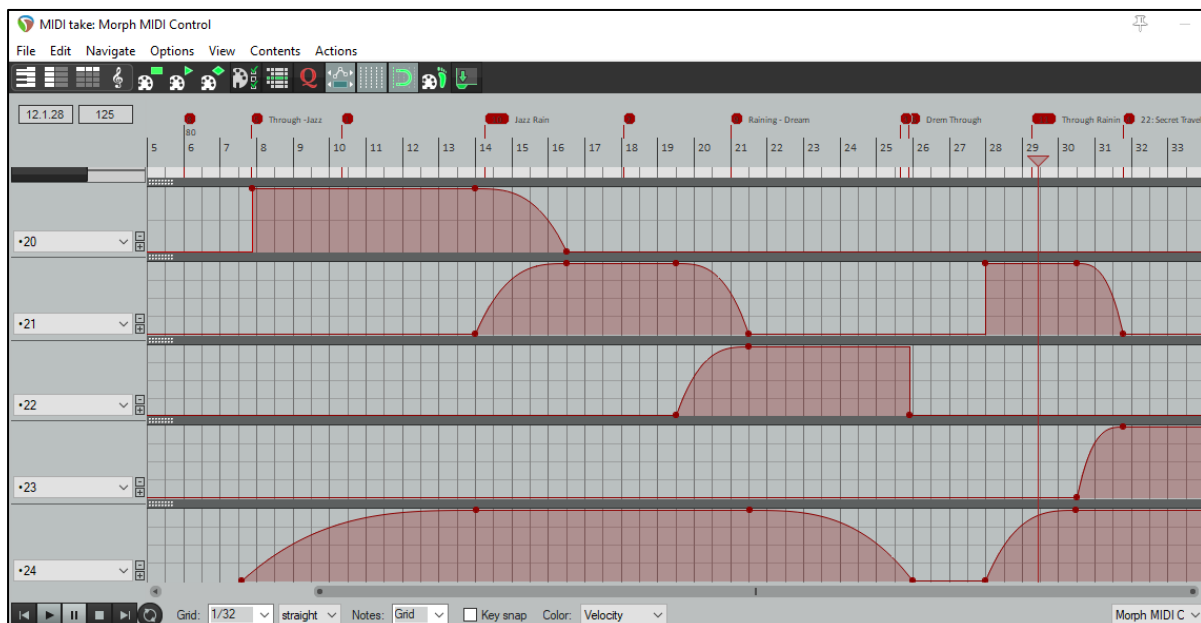 MIDI take: Morph MIDI Control
File Edit Navigate Options View Contents Actions
Q
12.1.28 125
80 Through -Jazz Jazz Rain Raining - Dream Drem Through Through Rainin 22: Secret Travel
5 6 7 8 9 10 11 12 13 14 15 16 17 18 19 20 21 22 23 24 25 26 27 28 29 30 31 32 33
•20
•21
•22
•23
•24
Grid: 1/32 straight Notes: Grid Key snap Color: Velocity Morph MIDI C